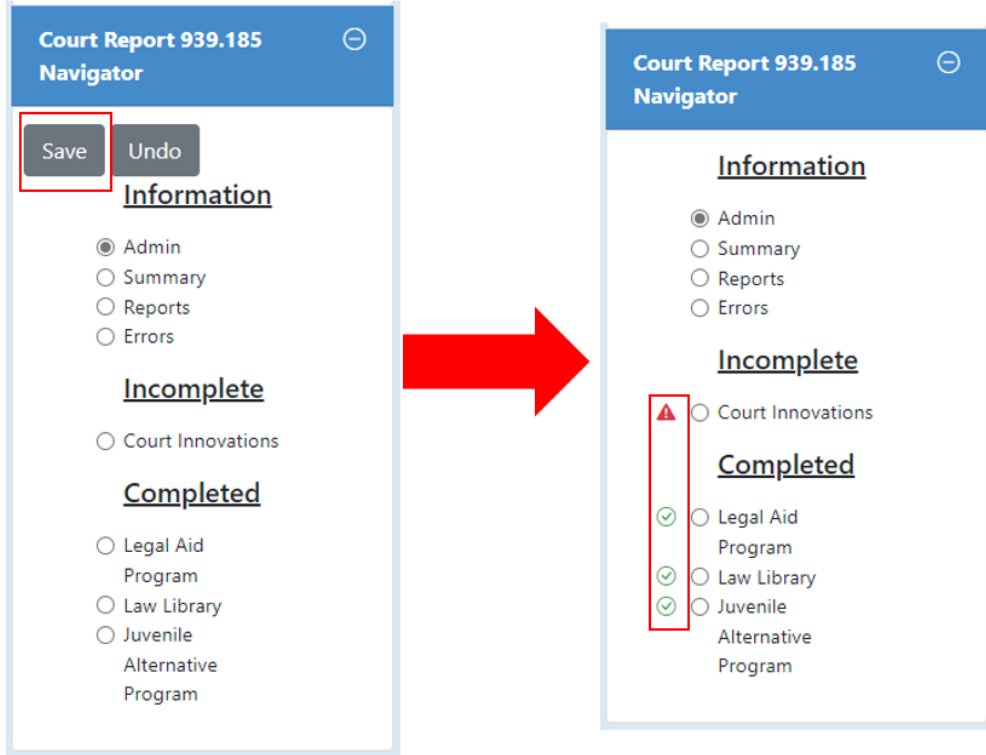 Court Report 939.185
Navigator
Save
Undo
Information
Admin
Summary
Reports
Errors
Incomplete
Court Innovations
Completed
Legal Aid
Program
Law Library
Juvenile
Alternative
Program
Court Report 939.185
Navigator
Information
Admin
Summary
Reports
Errors
Incomplete
Court Innovations
Completed
Legal Aid
Program
Law Library
Juvenile
Alternative
Program